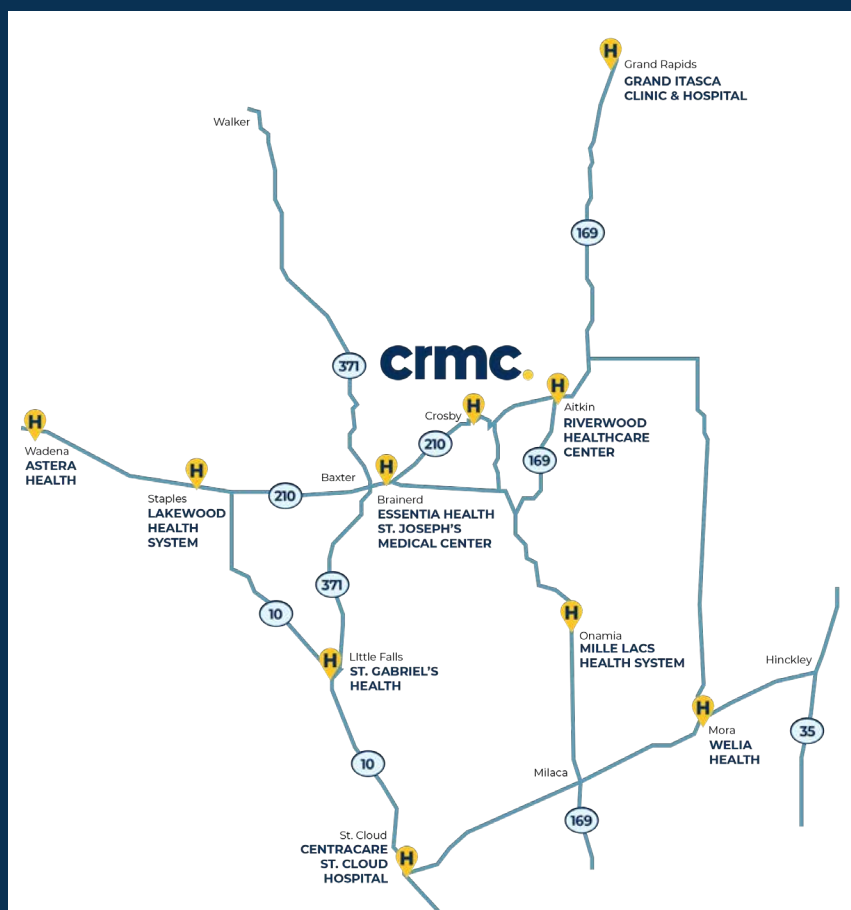 H
Grand Rapids
GRAND ITASCA
CLINIC & HOSPITAL
Walker
169
371
crmc.
H
Wadena
ASTERA
HEALTH
H
Staples
LAKEWOOD
HEALTH
SYSTEM
210
Baxter
H
Brainerd
ESSENTIA HEALTH
ST. JOSEPH'S
MEDICAL CENTER
Crosby
H
210
H
Aitkin
RIVERWOOD
HEALTHCARE
CENTER
169
371
10
H
LIttle Falls
ST. GABRIEL'S
HEALTH
H
Onamia
MILLE LACS
HEALTH SYSTEM
Hinckley
H
Mora
WELIA
HEALTH
35
10
Milaca
169
St. Cloud
CENTRACARE
ST. CLOUD
HOSPITAL
H